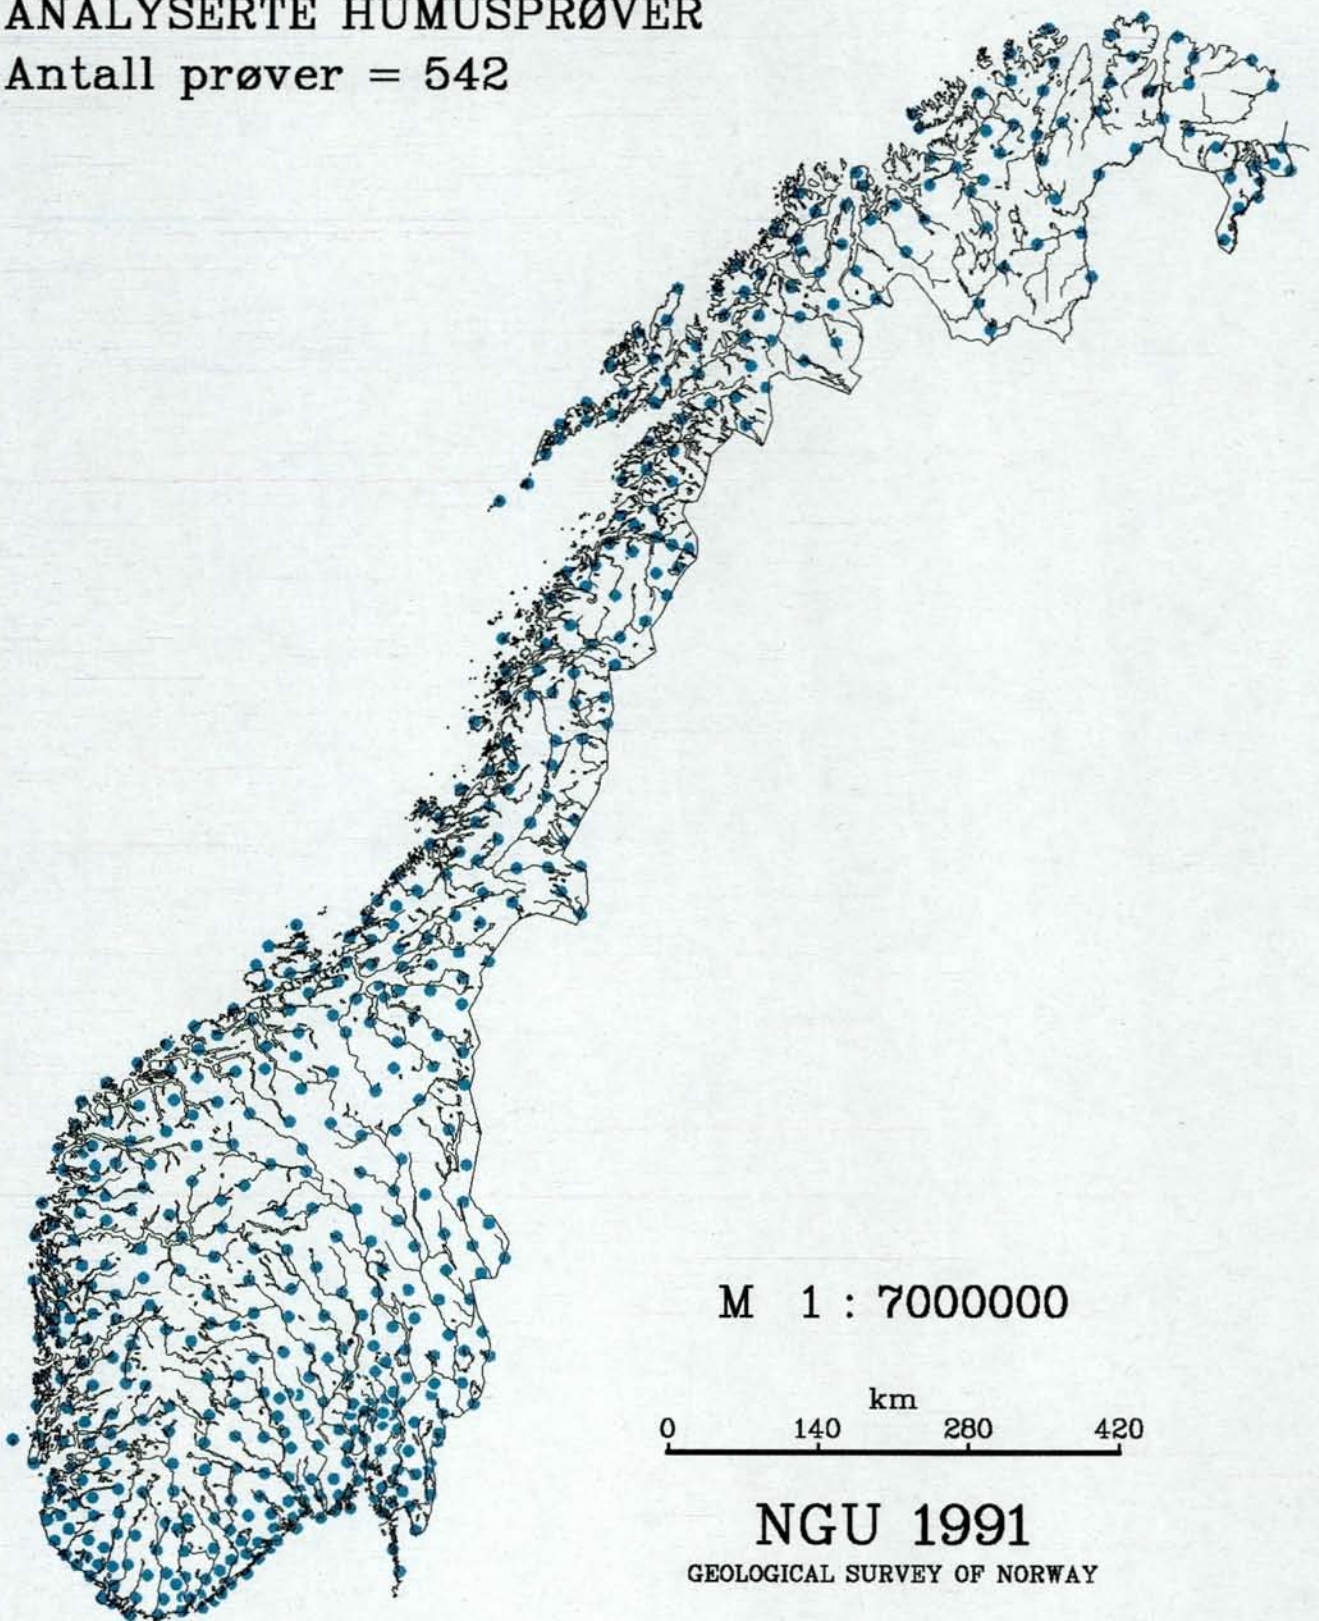 ANALYSERTE HUMUSPRØVER
Antall prøver = 542
M 1 : 7000000
km
0 140 280 420
NGU 1991
GEOLOGICAL SURVEY OF NORWAY